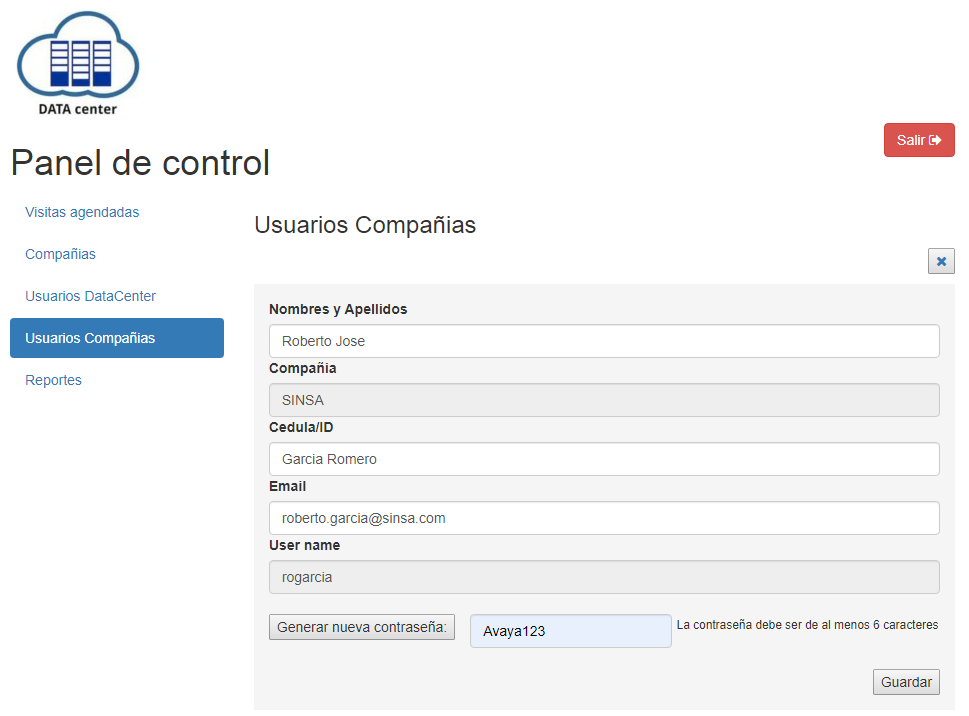 DATA center
Salir
Panel de control
Visitas agendadas
Compañias
Usuarios DataCenter
Usuarios Compañias
Reportes
Usuarios Compañias
Nombres y Apellidos
Roberto Jose
Compañia
SINSA
Cedula/ID
Garcia Romero
Email
roberto.garcia@sinsa.com
User name
rogarcia
Generar nueva contraseña: Avaya123 La contraseña debe ser de al menos 6 caracteres
Guardar